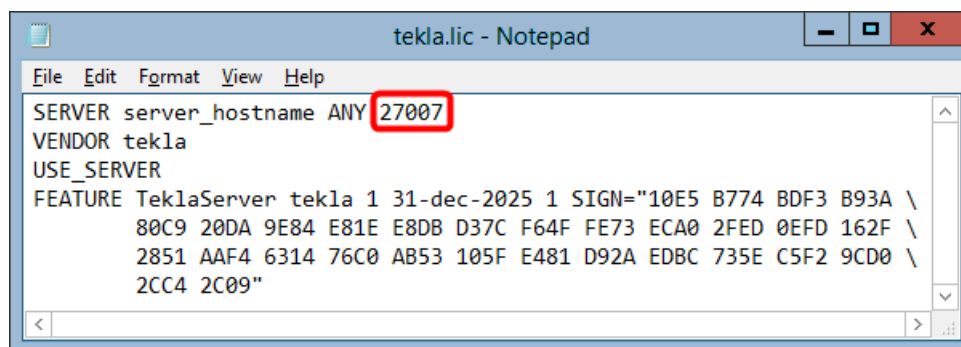 tekla.lic - Notepad
File Edit Format View Help
SERVER server_hostname ANY 27007
VENDOR tekla
USE_SERVER
FEATURE TeklaServer tekla 1 31-dec-2025 1 SIGN="10E5 B774 BDF3 B93A \
80C9 20DA 9E84 E81E E8DB D37C F64F FE73 ECA0 2FED 0EFD 162F \
2851 AAF4 6314 76C0 AB53 105F E481 D92A EDBC 735E C5F2 9CD0 \
2CC4 2C09"